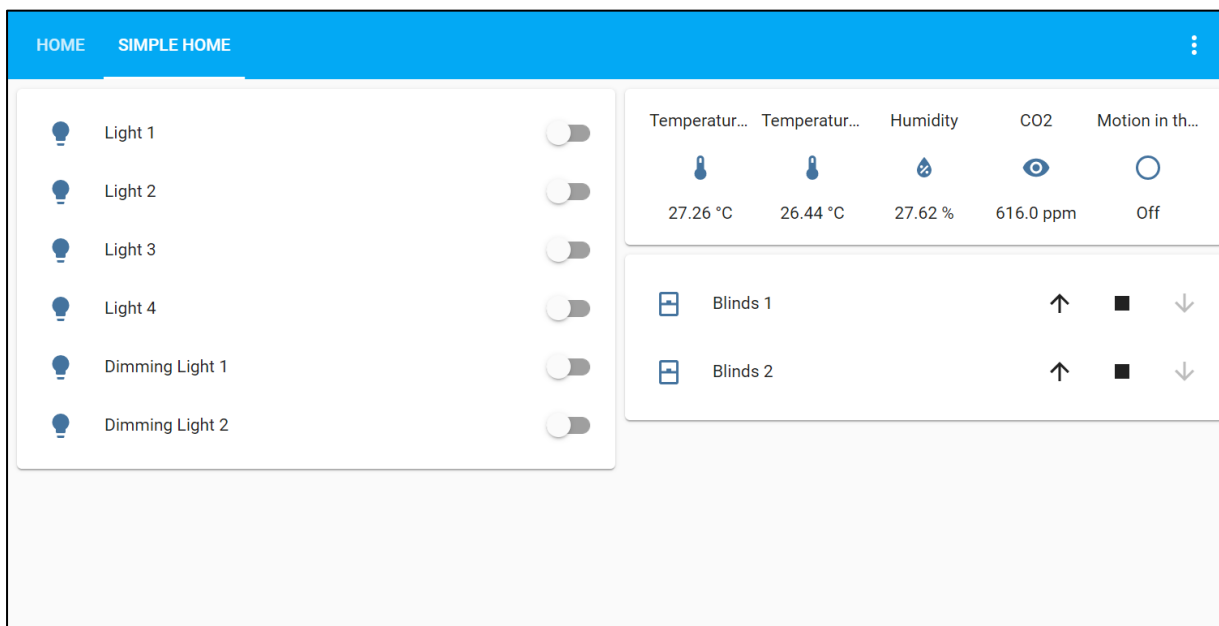 HOME SIMPLE HOME
Light 1
Light 2
Light 3
Light 4
Dimming Light 1
Dimming Light 2
Temperatur... Temperatur... Humidity CO2 Motion in th...
27.26 °C 26.44 °C 27.62 % 616.0 ppm Off
Blinds 1
Blinds 2